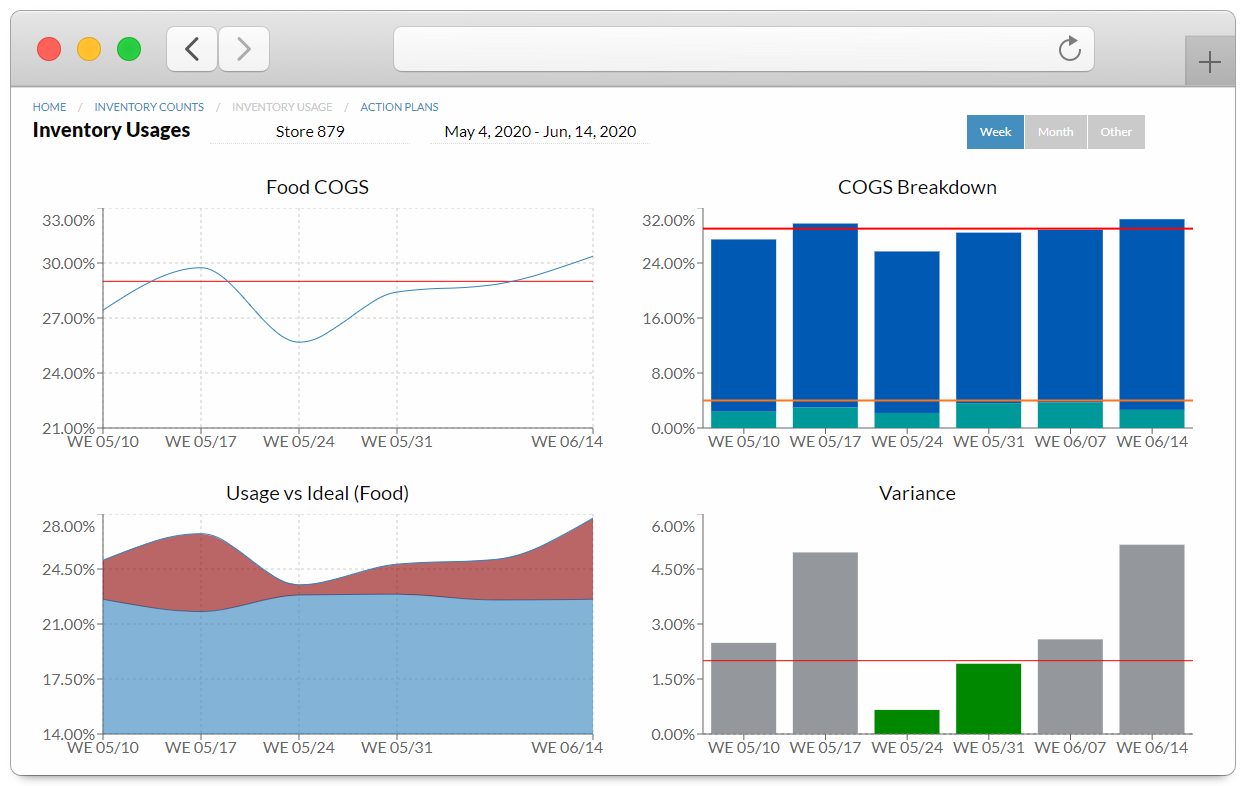 HOME / INVENTORY COUNTS / INVENTORY USAGE / ACTION PLANS
Inventory Usages Store 879 May 4, 2020 - Jun, 14, 2020
Week Month Other
Food COGS
33.00%
30.00%
27.00%
24.00%
21.00%
WE 05/10 WE 05/17 WE 05/24 WE 05/31 WE 06/14
COGS Breakdown
32.00%
24.00%
16.00%
8.00%
0.00%
WE 05/10 WE 05/17 WE 05/24 WE 05/31 WE 06/07 WE 06/14
Usage vs Ideal (Food)
28.00%
24.50%
21.00%
17.50%
14.00%
WE 05/10 WE 05/17 WE 05/24 WE 05/31 WE 06/14
Variance
6.00%
4.50%
3.00%
1.50%
0.00%
WE 05/10 WE 05/17 WE 05/24 WE 05/31 WE 06/07 WE 06/14